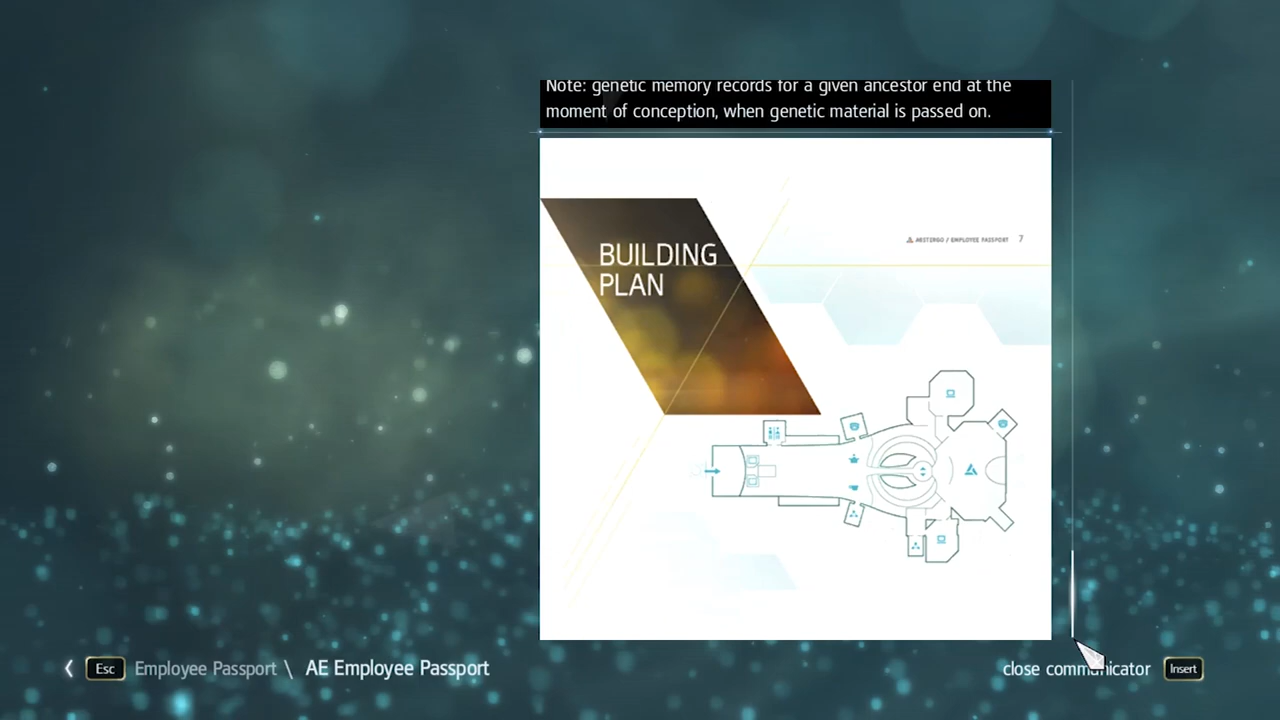 Note: genetic memory records for a given ancestor end at the
moment of conception, when genetic material is passed on.
BUILDING
PLAN
ABSTERGO / EMPLOYEE PASSPORT 7
Esc Employee Passport \ AE Employee Passport
close communicator Insert